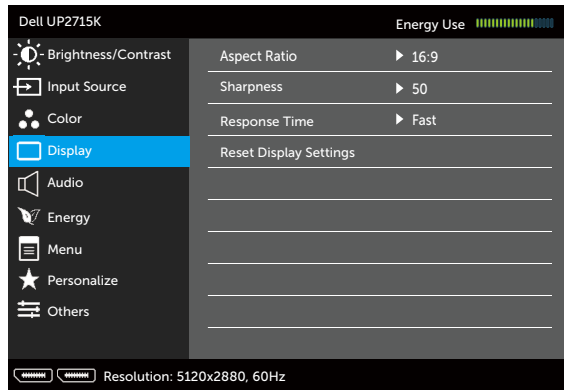 Dell UP2715K
Energy Use
Brightness/Contrast
Aspect Ratio
16:9
Input Source
Sharpness
50
Color
Response Time
Fast
Display
Reset Display Settings
Audio
Energy
Menu
Personalize
Others
Resolution: 5120x2880, 60Hz